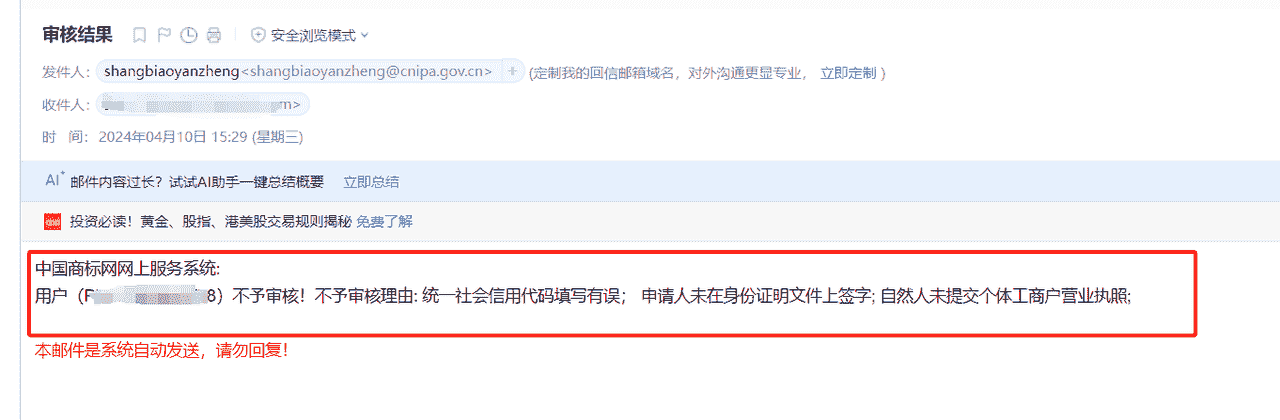 审核结果 安全浏览模式
发件人： shangbiaoyanzheng<shangbiaoyanzheng@cnipa.gov.cn> + (定制我的回信邮箱域名，对外沟通更显专业， 立即定制 )
收件人： m>
时 间： 2024年04月10日 15:29 (星期三)
AI+ 邮件内容过长？试试AI助手一键总结概要 立即总结
投资必读！黄金、股指、港美股交易规则揭秘 免费了解
中国商标网网上服务系统:
用户（ 8）不予审核！不予审核理由: 统一社会信用代码填写有误； 申请人未在身份证明文件上签字; 自然人未提交个体工商户营业执照;
本邮件是系统自动发送，请勿回复！